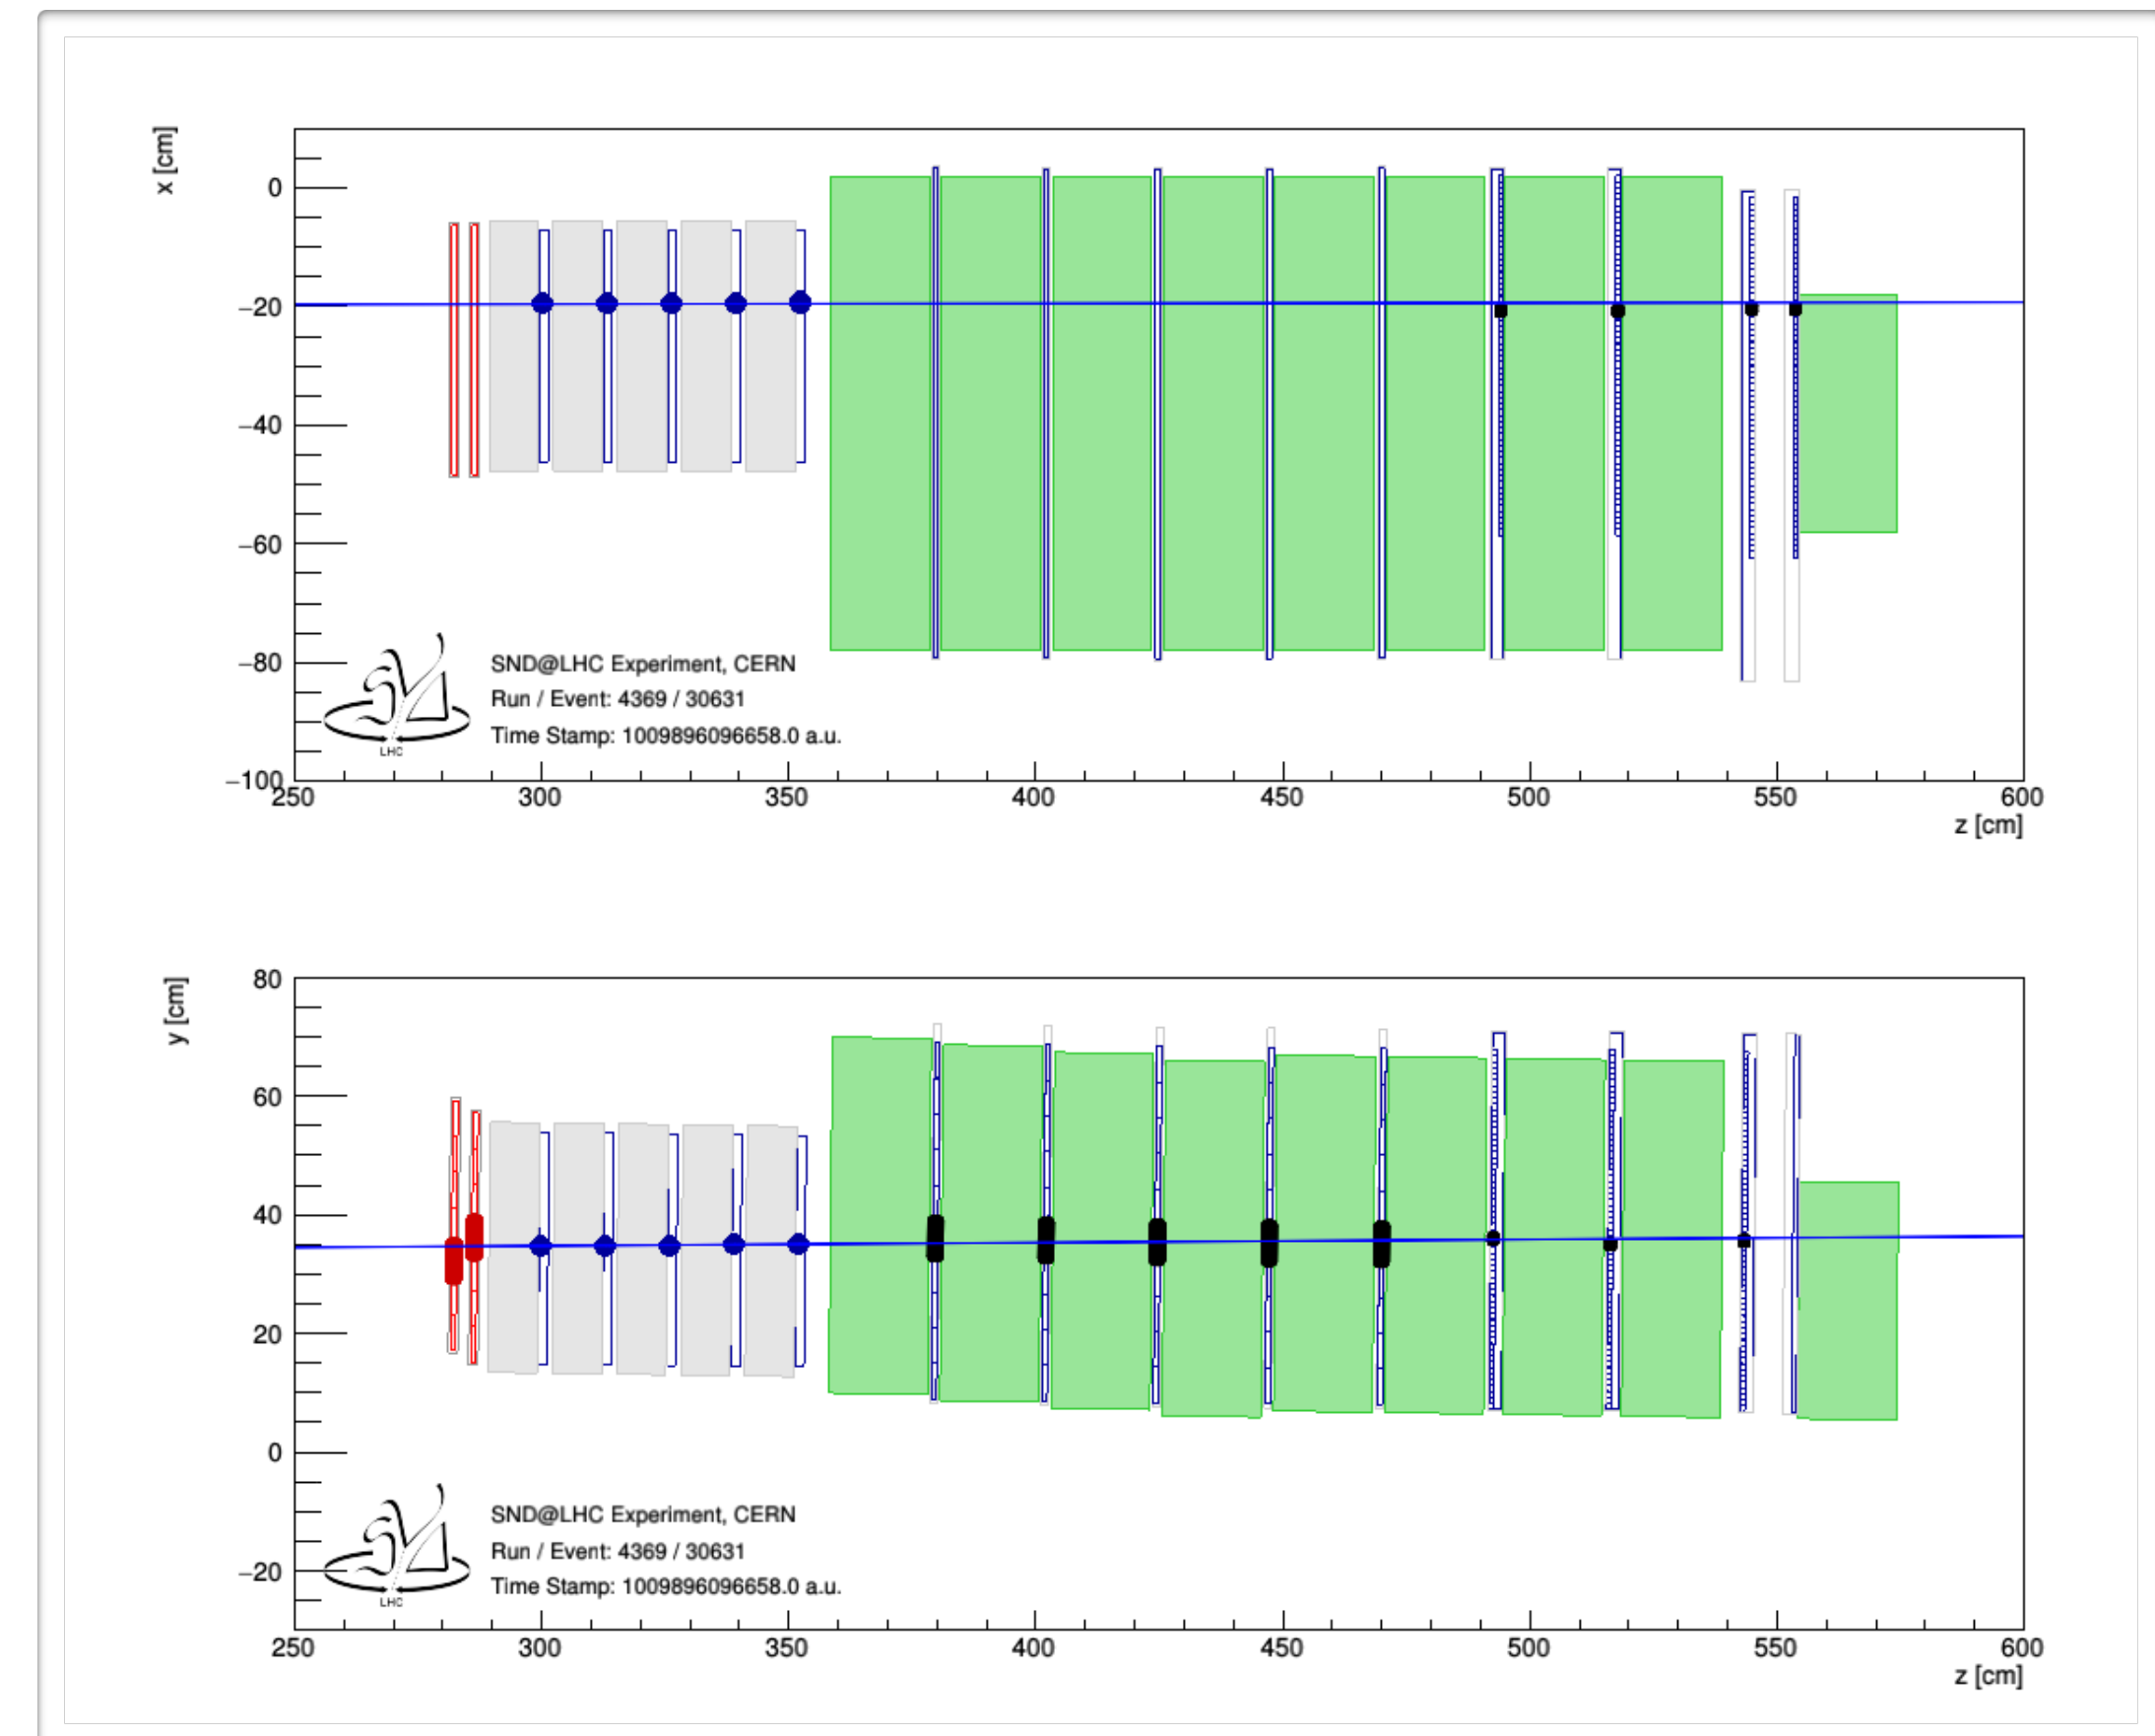 x [cm]
0
−20
−40
−60
−80
−100
SND@LHC Experiment, CERN
Run / Event: 4369 / 30631
Time Stamp: 1009896096658.0 a.u.
LHC
250 300 350 400 450 500 550 600
z [cm]
y [cm]
80
60
40
20
0
−20
SND@LHC Experiment, CERN
Run / Event: 4369 / 30631
Time Stamp: 1009896096658.0 a.u.
LHC
250 300 350 400 450 500 550 600
z [cm]